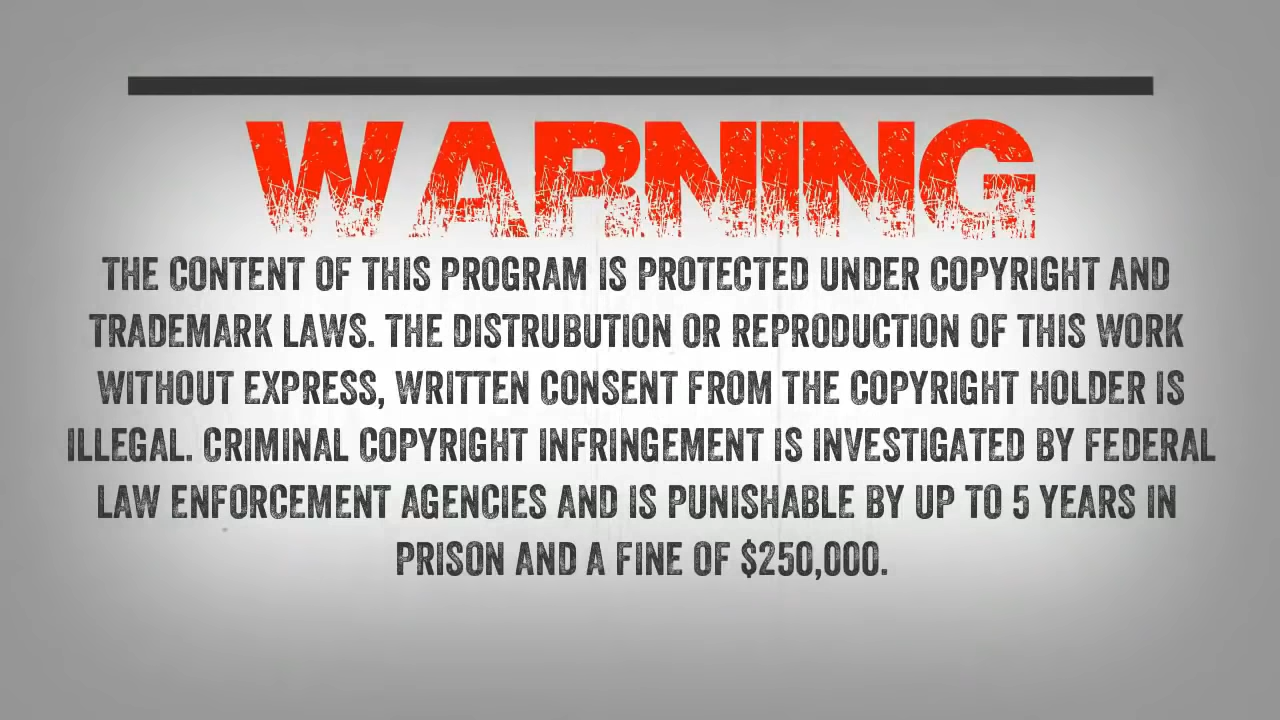 WARNING
THE CONTENT OF THIS PROGRAM IS PROTECTED UNDER COPYRIGHT AND
TRADEMARK LAWS. THE DISTRUBUTION OR REPRODUCTION OF THIS WORK
WITHOUT EXPRESS, WRITTEN CONSENT FROM THE COPYRIGHT HOLDER IS
ILLEGAL. CRIMINAL COPYRIGHT INFRINGEMENT IS INVESTIGATED BY FEDERAL
LAW ENFORCEMENT AGENCIES AND IS PUNISHABLE BY UP TO 5 YEARS IN
PRISON AND A FINE OF $250,000.